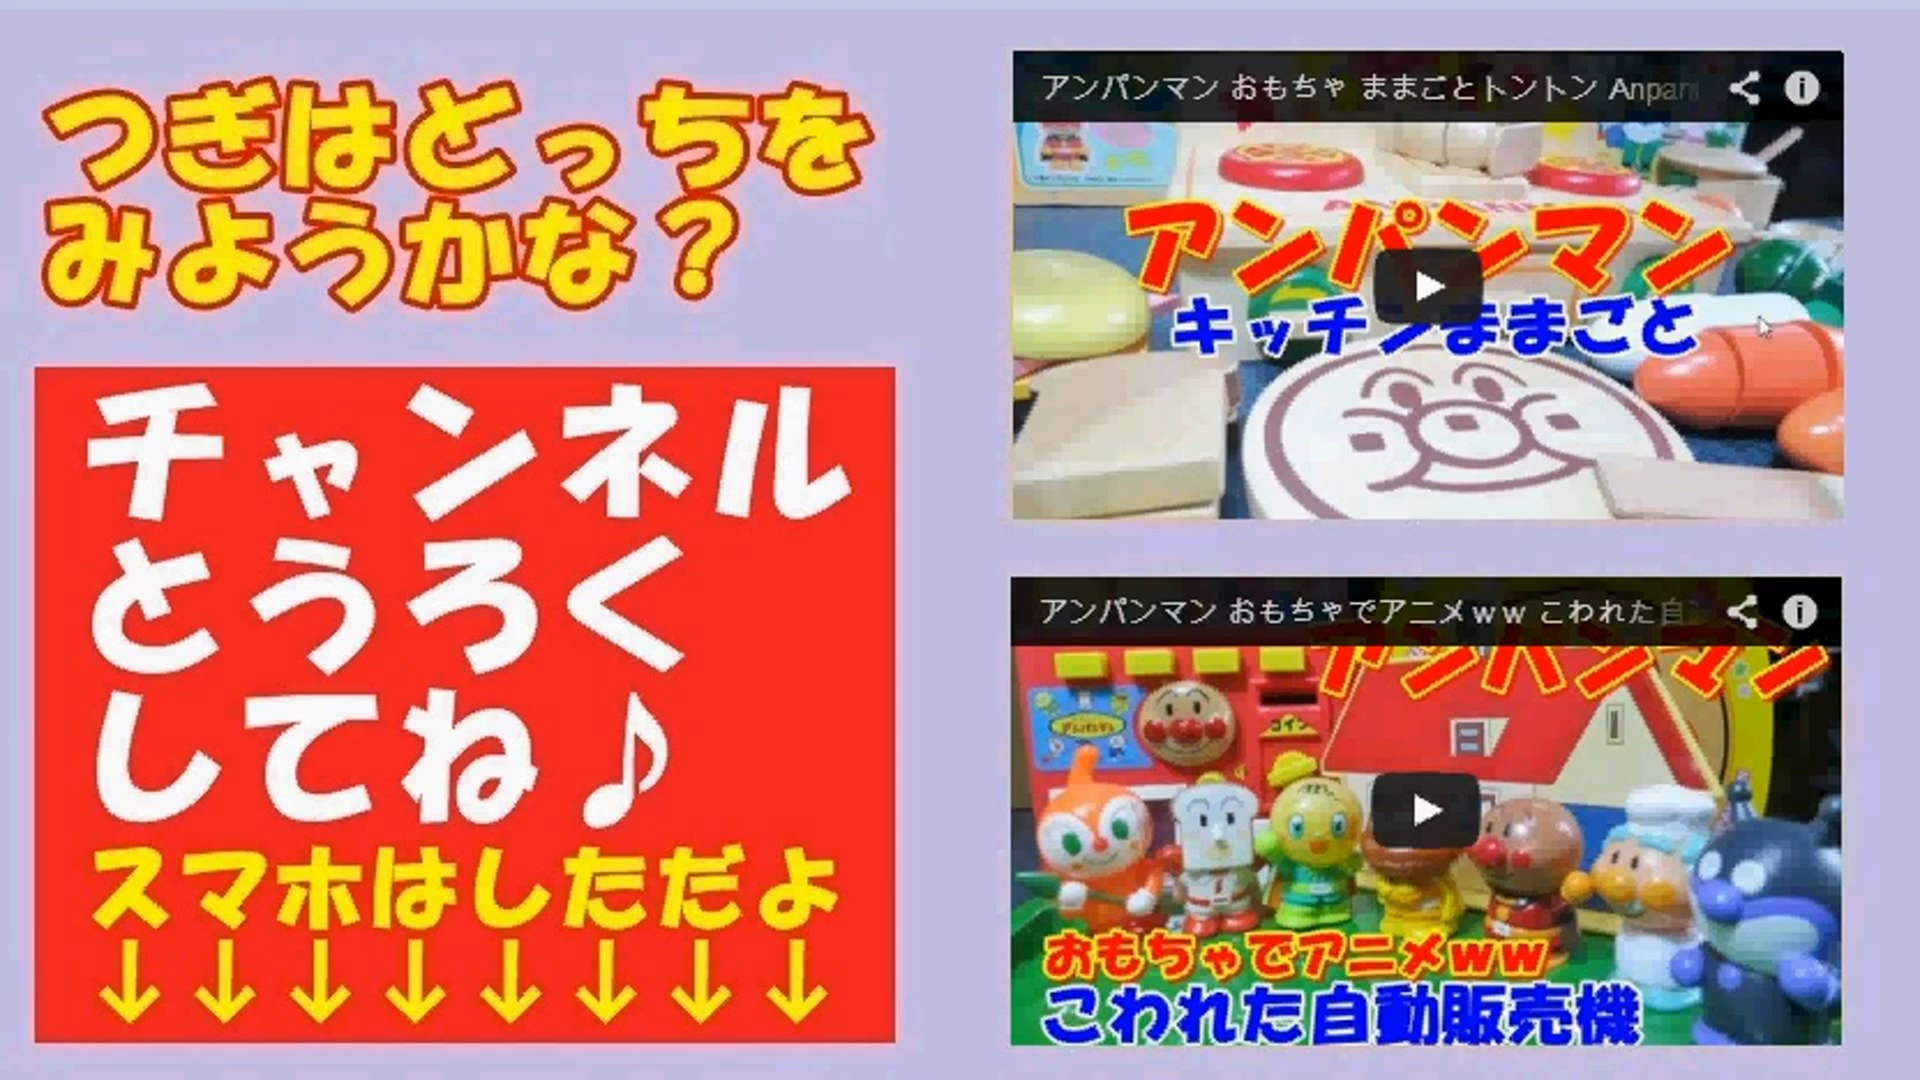 つぎはどっちを
みようかな？
チャンネル
とうろく
してね♪
スマホはしただよ
↓↓↓↓↓↓↓↓
アンパンマン おもちゃ ままごとトントン
アンパンマン
キッチンままごと
アンパンマン おもちゃでアニメｗｗ こわれた自
アンパンマン
コイン
おもちゃでアニメｗｗ
こわれた自動販売機